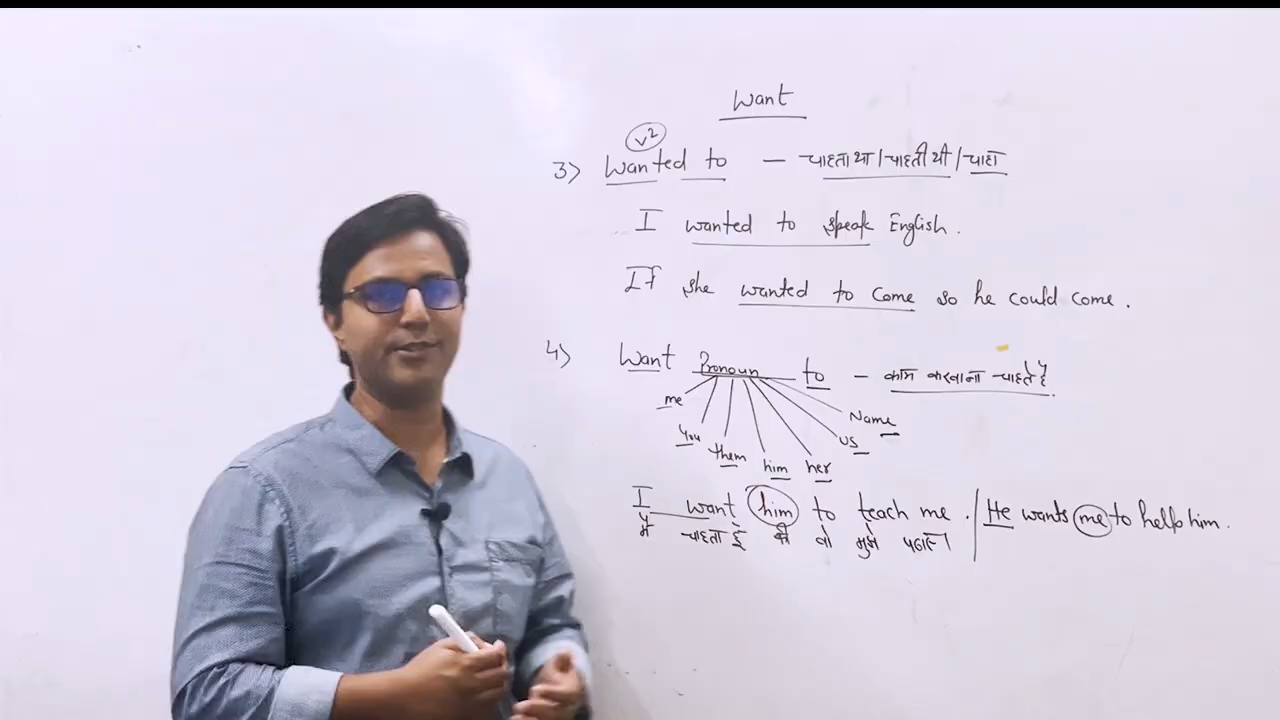 Want
V²
3) Wanted to — चाहता था / चाहती थी / चाहा
I wanted to speak English.
If she wanted to come so he could come.
4) Want Pronoun to – काम करवाना चाहते हैं
me you them him her us Name
I want him to teach me. / He wants me to help him.
मैं चाहता हूँ की वो मुझे पढाए।